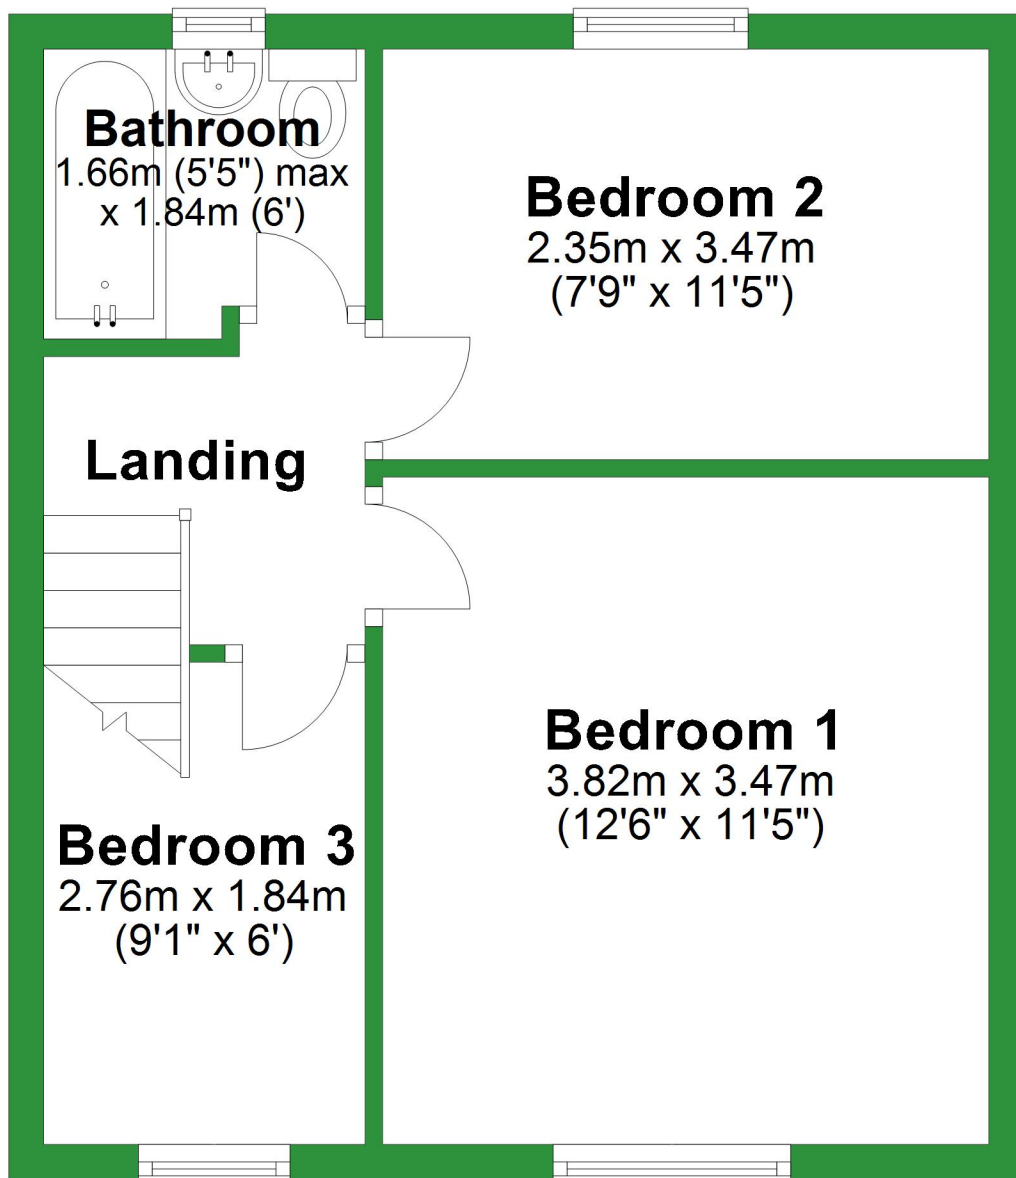 Bathroom
1.66m (5'5") max
x 1.84m (6')
Bedroom 2
2.35m x 3.47m
(7'9" x 11'5")
Landing
Bedroom 1
3.82m x 3.47m
(12'6" x 11'5")
Bedroom 3
2.76m x 1.84m
(9'1" x 6')